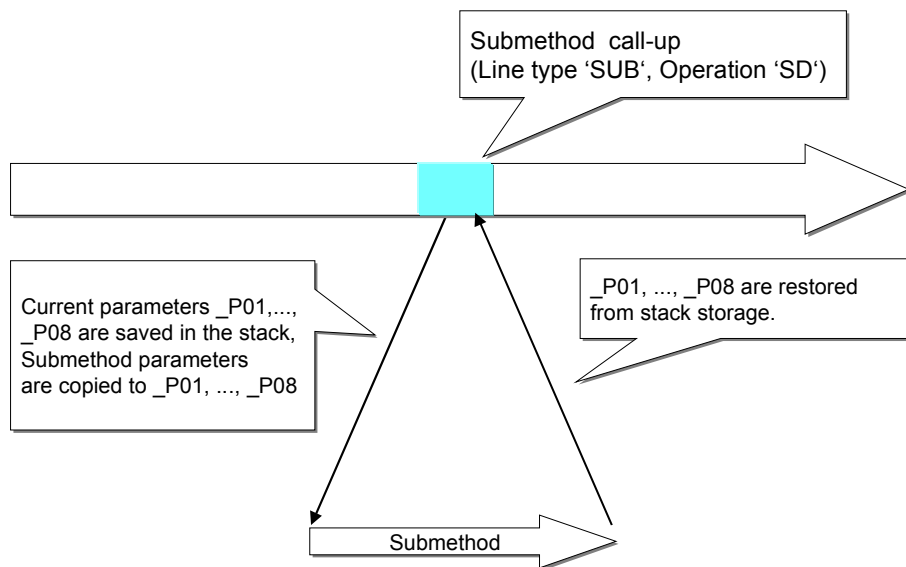 Submethod call-up
(Line type ‘SUB‘, Operation ‘SD‘)
Current parameters _P01,...,
_P08 are saved in the stack,
Submethod parameters
are copied to _P01, ..., _P08
_P01, ..., _P08 are restored
from stack storage.
Submethod